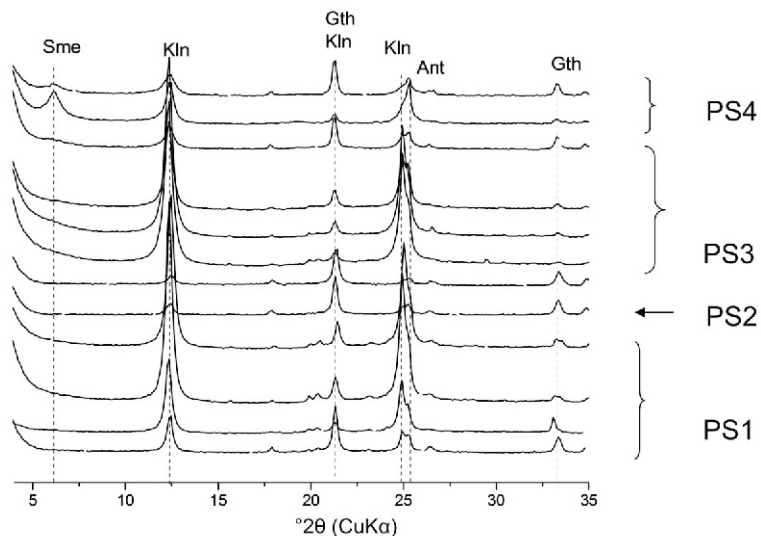 Gth
Sme Kln Kln Kln
Ant Gth
PS4
PS3
PS2
PS1
5 10 15 20 25 30 35
°2θ (CuKα)